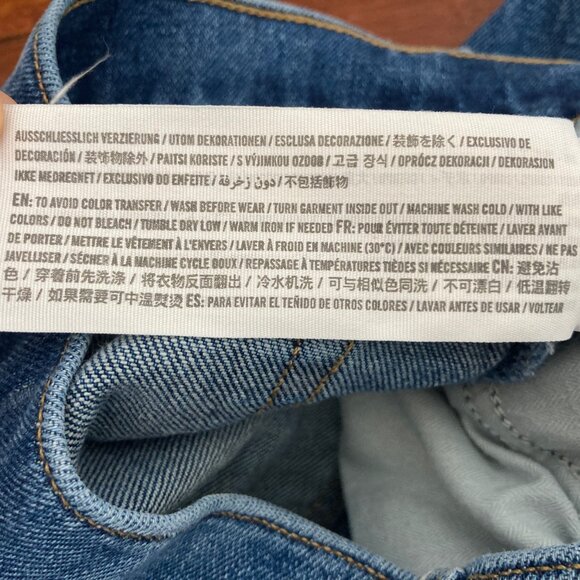 AUSSCHLIESSLICH VERZIERUNG / UTOM DEKORATIONEN / ESCLUSA DECORAZIONE / 装飾を除く / EXCLUSIVO DE
DECORACIÓN / 装饰物除外 / PAITSI KORISTE / S VÝJIMKOU OZDOB / 고급 장식 / OPRÓCZ DEKORACJI / DEKORASJON
IKKE MEDREGNET / EXCLUSIVO DO ENFEITE / دون زخرفة / 不包括飾物
EN: TO AVOID COLOR TRANSFER / WASH BEFORE WEAR / TURN GARMENT INSIDE OUT / MACHINE WASH COLD / WITH LIKE
COLORS / DO NOT BLEACH / TUMBLE DRY LOW / WARM IRON IF NEEDED FR: POUR ÉVITER TOUTE DÉTEINTE / LAVER AVANT
DE PORTER / METTRE LE VÊTEMENT À L'ENVERS / LAVER À FROID EN MACHINE (30°C) / AVEC COULEURS SIMILAIRES / NE PAS
JAVELLISER / SÉCHER À LA MACHINE CYCLE DOUX / REPASSAGE À TEMPÉRATURES TIÈDES SI NÉCESSAIRE CN: 避免沾
色 / 穿着前先洗涤 / 将衣物反面翻出 / 冷水机洗 / 可与相似色同洗 / 不可漂白 / 低温翻转
干燥 / 如果需要可中温熨烫 ES: PARA EVITAR EL TEÑIDO DE OTROS COLORES / LAVAR ANTES DE USAR / VOLTEAR